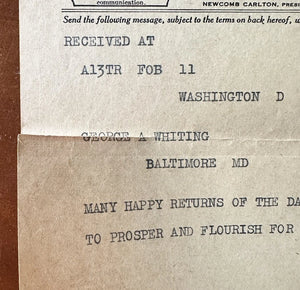 communication.
NEWCOMB CARLTON, PRES
Send the following message, subject to the terms on back hereof,
RECEIVED AT
A13TR FOB 11
WASHINGTON D
GEORGE A WHITING
BALTIMORE MD
MANY HAPPY RETURNS OF THE DA
TO PROSPER AND FLOURISH FOR